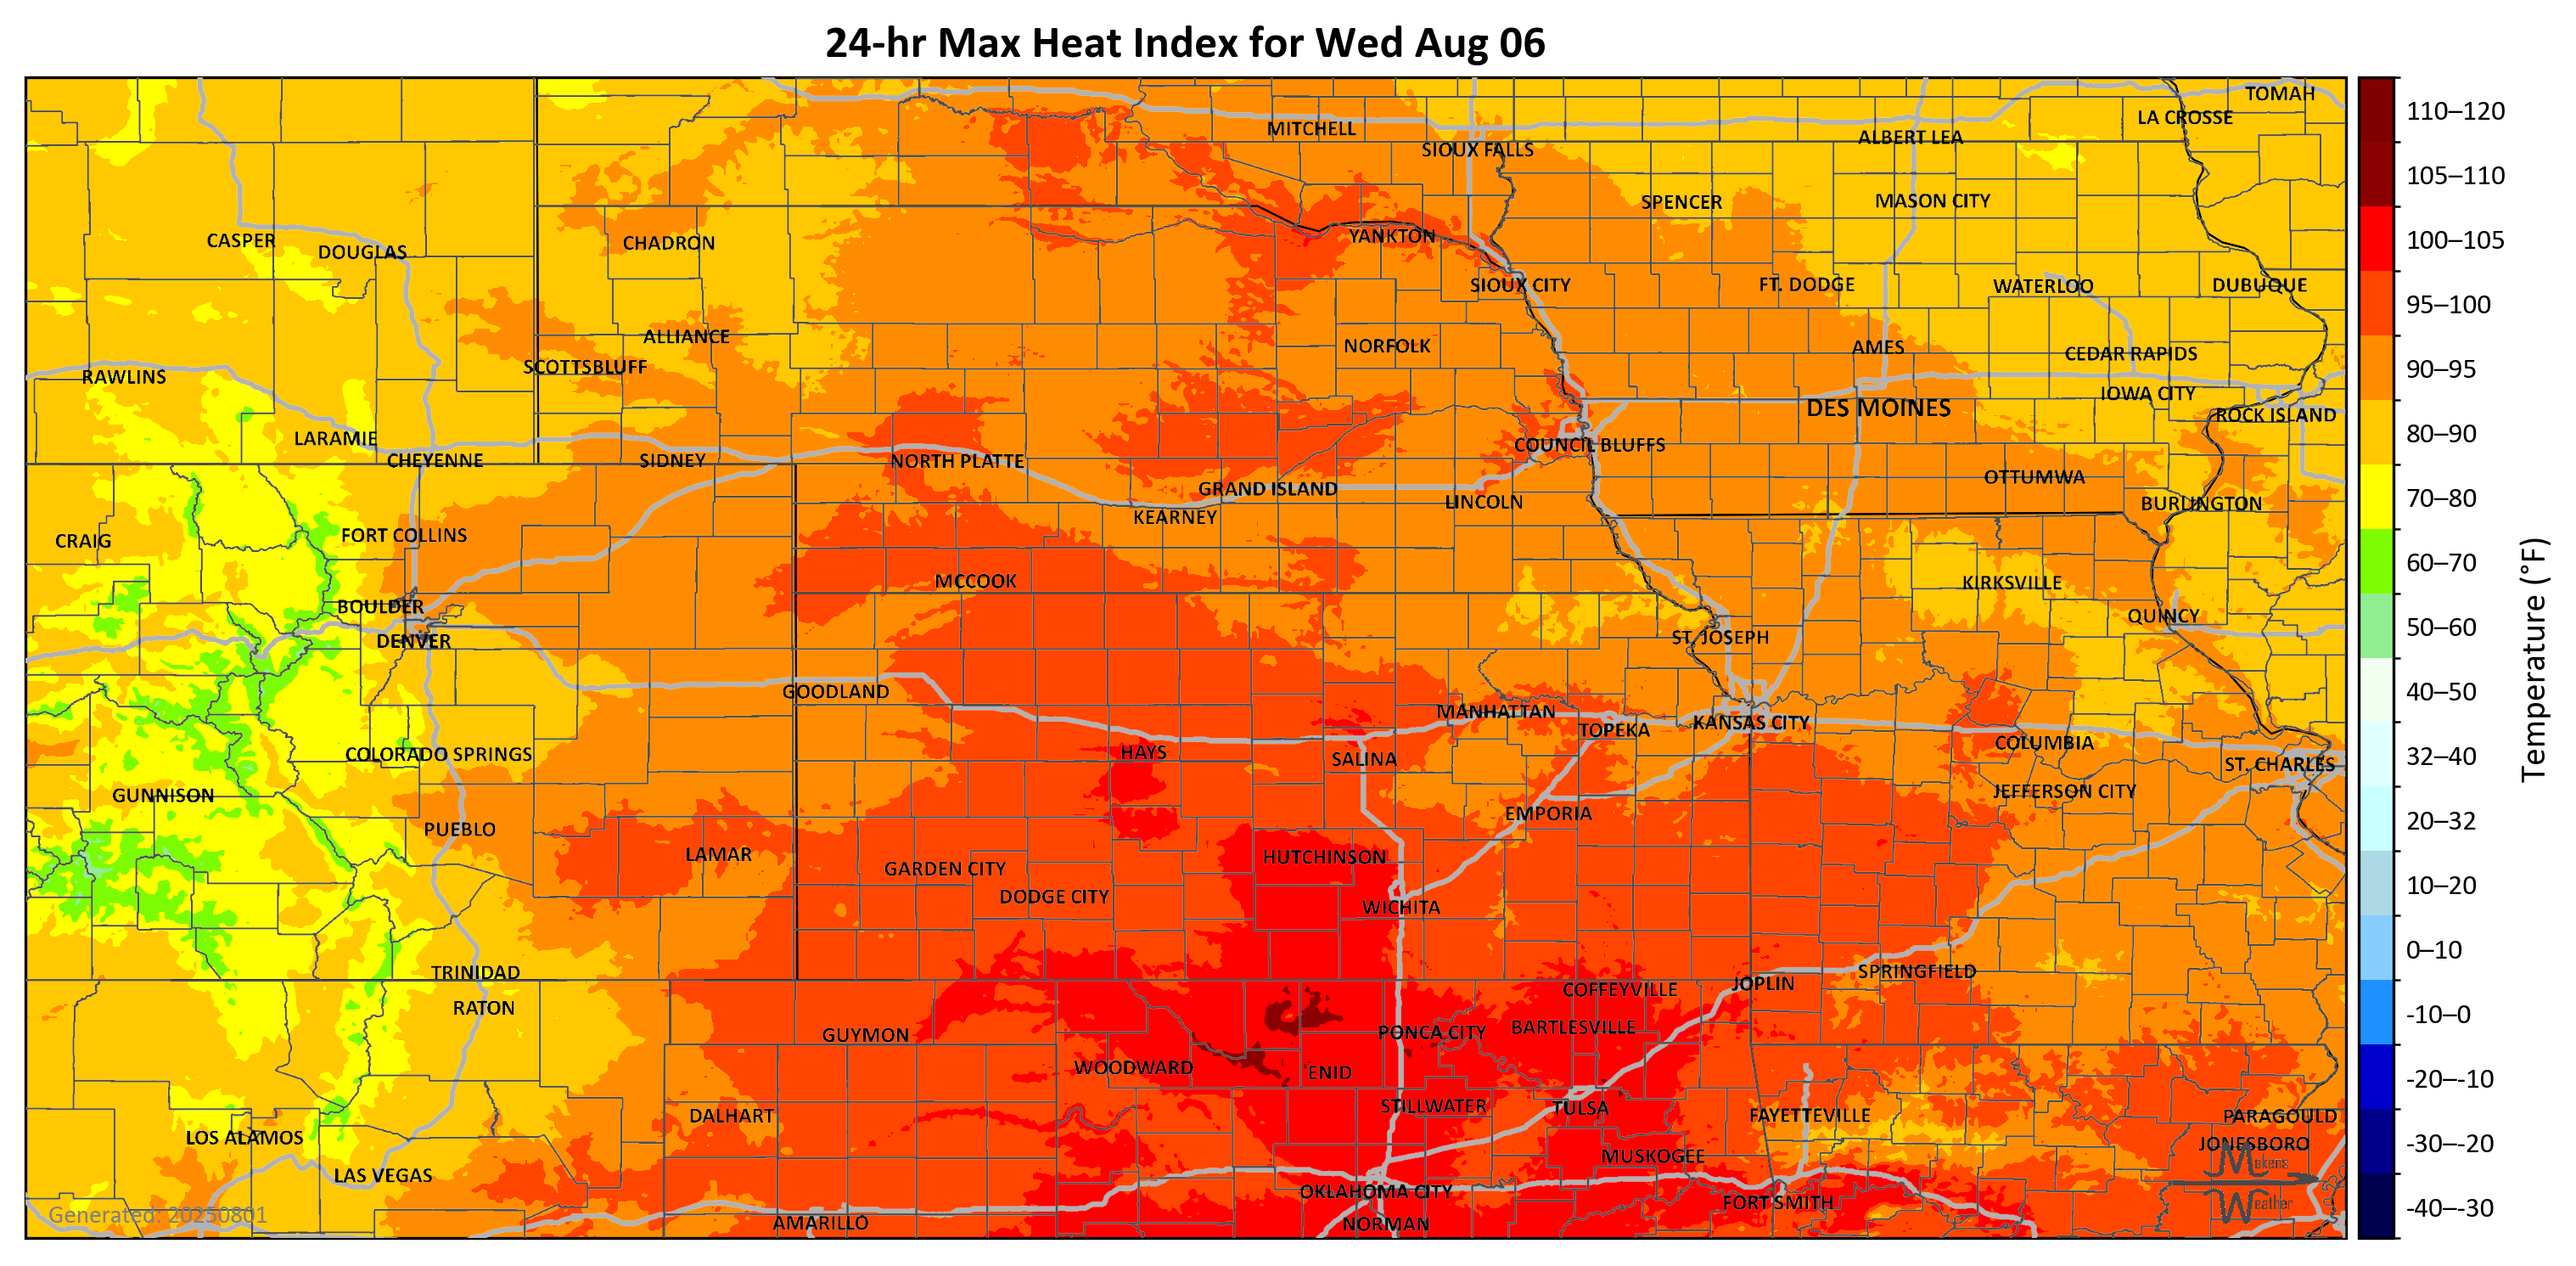 24-hr Max Heat Index for Wed Aug 06
TOMAH
LA CROSSE
MITCHELL
ALBERT LEA
SIOUX FALLS
SPENCER
MASON CITY
CASPER
DOUGLAS
CHADRON
YANKTON
SIOUX CITY
FT. DODGE
WATERLOO
DUBUQUE
ALLIANCE
NORFOLK
AMES
CEDAR RAPIDS
SCOTTSBLUFF
RAWLINS
IOWA CITY
DES MOINES
ROCK ISLAND
LARAMIE
COUNCIL BLUFFS
CHEYENNE
SIDNEY
NORTH PLATTE
OTTUMWA
GRAND ISLAND
LINCOLN
BURLINGTON
KEARNEY
FORT COLLINS
CRAIG
MCCOOK
KIRKSVILLE
BOULDER
QUINCY
DENVER
ST. JOSEPH
GOODLAND
MANHATTAN
KANSAS CITY
TOPEKA
COLUMBIA
HAYS
COLORADO SPRINGS
SALINA
ST. CHARLES
GUNNISON
JEFFERSON CITY
EMPORIA
PUEBLO
LAMAR
HUTCHINSON
GARDEN CITY
DODGE CITY
WICHITA
TRINIDAD
SPRINGFIELD
JOPLIN
COFFEYVILLE
RATON
BARTLESVILLE
PONCA CITY
GUYMON
WOODWARD
ENID
STILLWATER
TULSA
DALHART
FAYETTEVILLE
PARAGOULD
LOS ALAMOS
JONESBORO
MUSKOGEE
LAS VEGAS
OKLAHOMA CITY
FORT SMITH
AMARILLO
NORMAN
Makens
Weather
Generated: 20250801
110–120
105–110
100–105
95–100
90–95
80–90
70–80
60–70
50–60
40–50
32–40
20–32
10–20
0–10
-10–0
-20–-10
-30–-20
-40–-30
Temperature (°F)